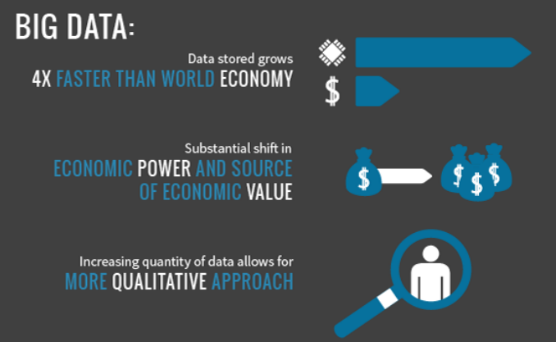 BIG DATA:
Data stored grows
4X FASTER THAN WORLD ECONOMY
$
Substantial shift in
ECONOMIC POWER AND SOURCE
OF ECONOMIC VALUE
$ $ $ $
Increasing quantity of data allows for
MORE QUALITATIVE APPROACH